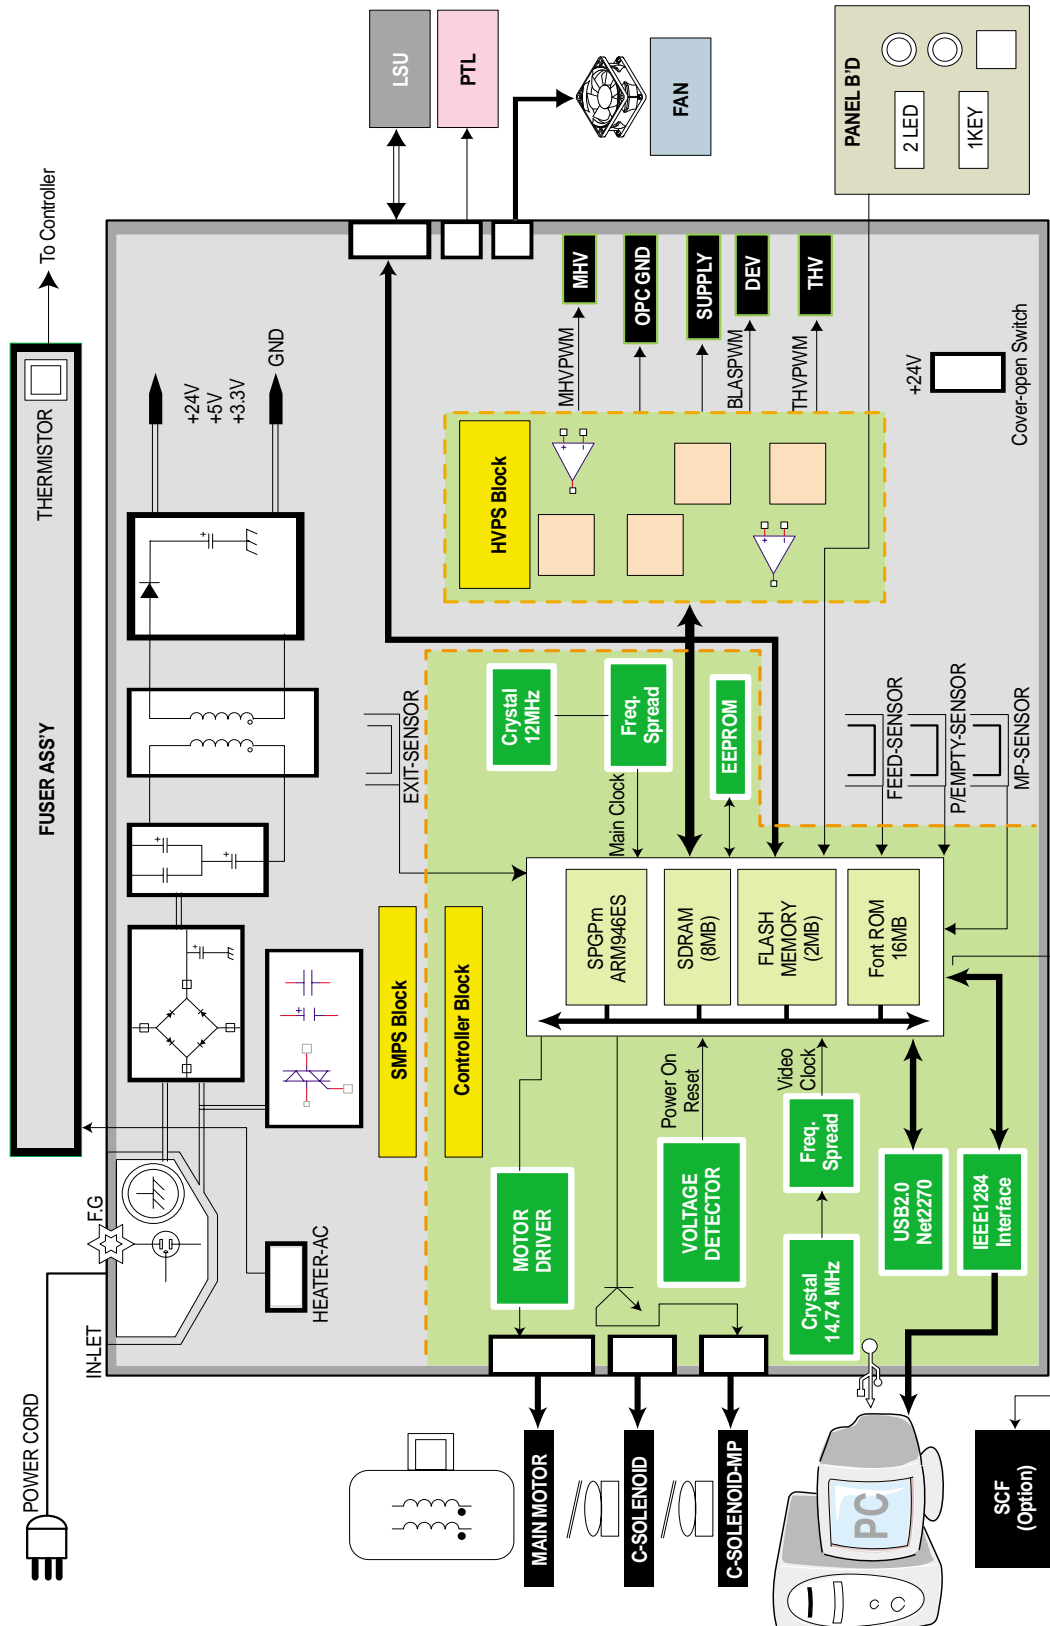 POWER CORD
IN-LET
F.G
FUSER ASS'Y
THERMISTOR
To Controller
HEATER-AC
+24V
+5V
+3.3V
GND
SMPS Block
EXIT-SENSOR
LSU
PTL
FAN
PANEL B'D
2 LED
1KEY
HVPS Block
MHVPWM
MHV
OPC GND
SUPPLY
BLASPWM
DEV
THVPWM
THV
+24V
Cover-open Switch
Controller Block
Crystal
12MHz
Freq.
Spread
Main Clock
EEPROM
FEED-SENSOR
P/EMPTY-SENSOR
MP-SENSOR
SPGPm
ARM946ES
SDRAM
(8MB)
FLASH
MEMORY
(2MB)
Font ROM
16MB
MOTOR
DRIVER
VOLTAGE
DETECTOR
Power On
Reset
Crystal
14.74 MHz
Freq.
Spread
Video
Clock
USB2.0
Net2270
IEEE1284
Interface
MAIN MOTOR
C-SOLENOID
C-SOLENOID-MP
PC
SCF
(Option)